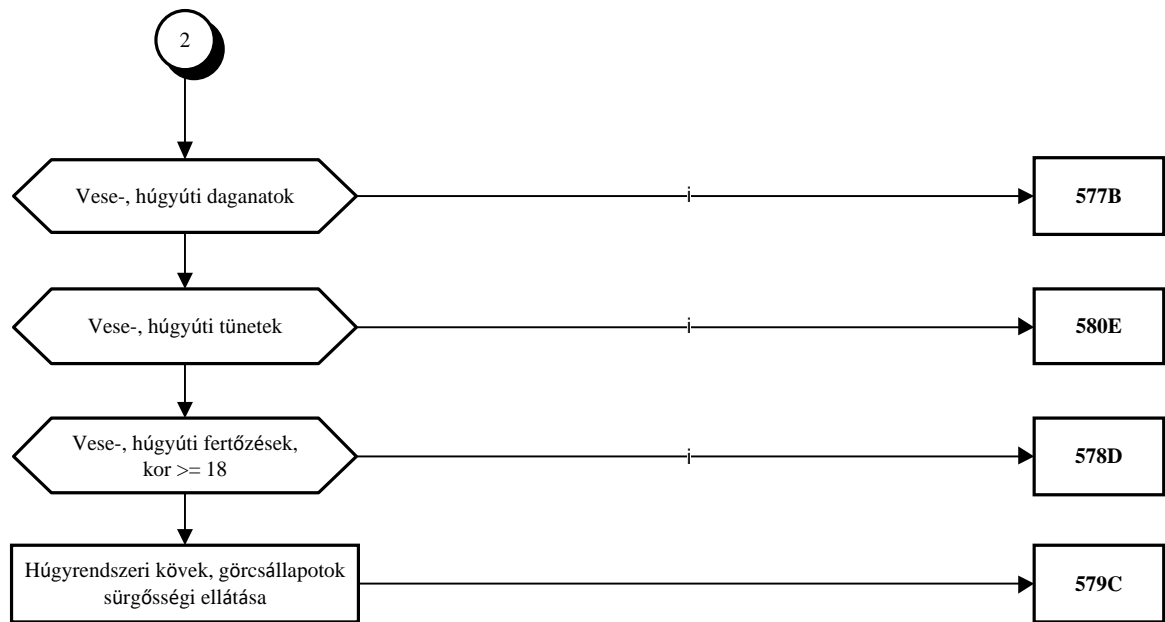 2
Vese-, húgyúti daganatok
i
577B
Vese-, húgyúti tünetek
i
580E
Vese-, húgyúti fertőzések,
kor >= 18
i
578D
Húgyrendszeri kövek, görcsállapotok
sürgősségi ellátása
579C